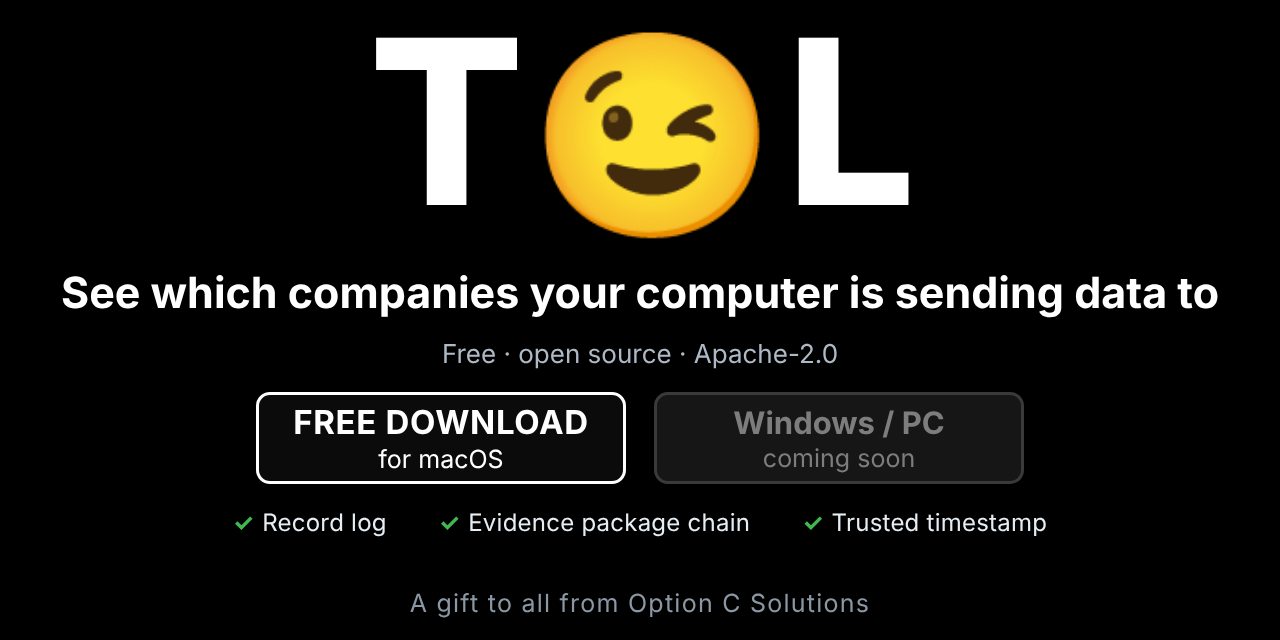 T😉L
See which companies your computer is sending data to
Free · open source · Apache-2.0
FREE DOWNLOAD
for macOS
Windows / PC
coming soon
✓ Record log
✓ Evidence package chain
✓ Trusted timestamp
A gift to all from Option C Solutions